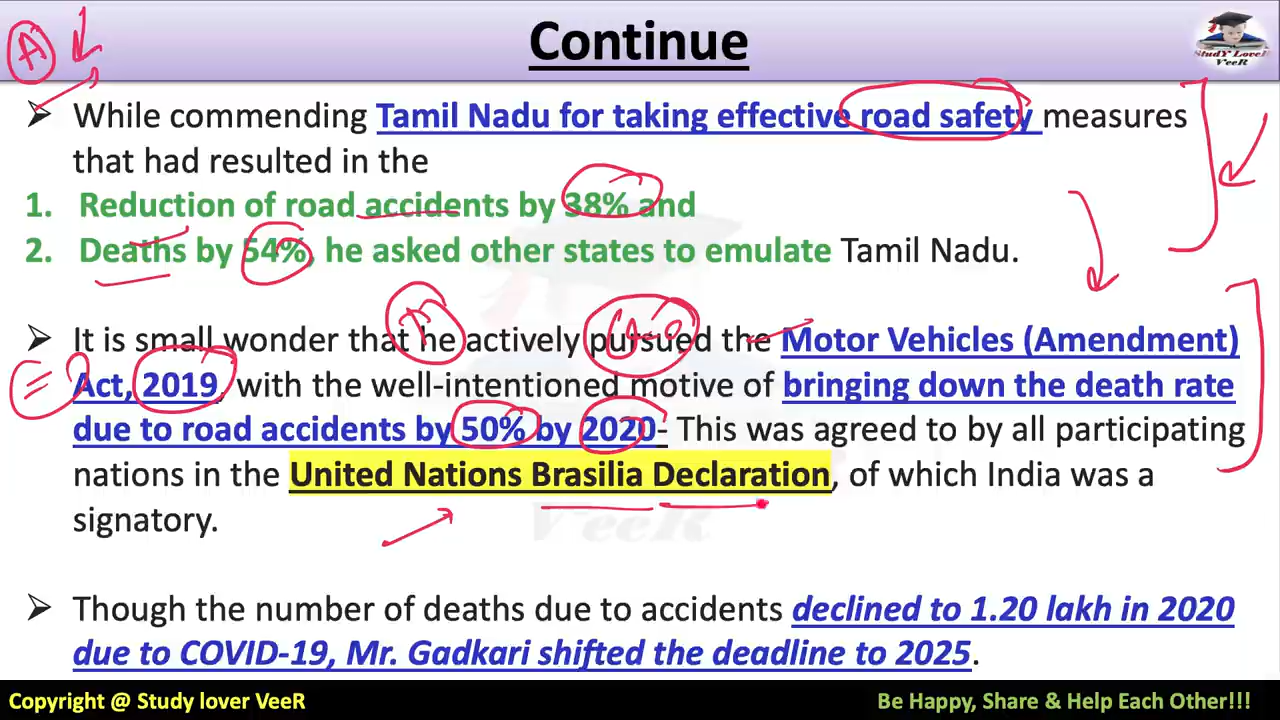 Continue
StudY LoveR
VeeR
A
➤ While commending Tamil Nadu for taking effective road safety measures
that had resulted in the
1. Reduction of road accidents by 38% and
2. Deaths by 54%, he asked other states to emulate Tamil Nadu.
➤ It is small wonder that he actively pursued the Motor Vehicles (Amendment)
Act, 2019, with the well-intentioned motive of bringing down the death rate
due to road accidents by 50% by 2020- This was agreed to by all participating
nations in the United Nations Brasilia Declaration, of which India was a
signatory.
VeeR
➤ Though the number of deaths due to accidents declined to 1.20 lakh in 2020
due to COVID-19, Mr. Gadkari shifted the deadline to 2025.
Copyright @ Study lover VeeR
Be Happy, Share & Help Each Other!!!